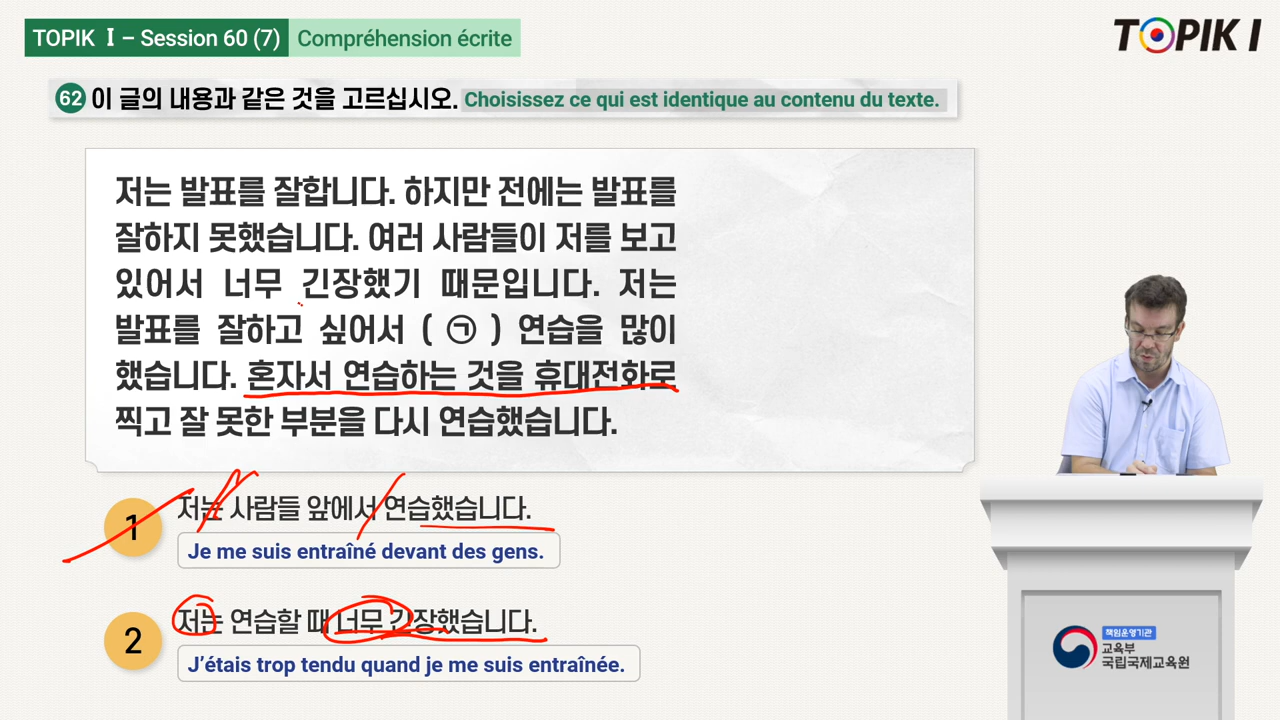 TOPIK I – Session 60 (7) Compréhension écrite
TOPIK I
62 이 글의 내용과 같은 것을 고르십시오. Choisissez ce qui est identique au contenu du texte.
저는 발표를 잘합니다. 하지만 전에는 발표를
잘하지 못했습니다. 여러 사람들이 저를 보고
있어서 너무 긴장했기 때문입니다. 저는
발표를 잘하고 싶어서 ( ㉠ ) 연습을 많이
했습니다. 혼자서 연습하는 것을 휴대전화로
찍고 잘 못한 부분을 다시 연습했습니다.
1 저는 사람들 앞에서 연습했습니다.
Je me suis entraîné devant des gens.
2 저는 연습할 때 너무 긴장했습니다.
J’étais trop tendu quand je me suis entraînée.
책임운영기관
교육부
국립국제교육원